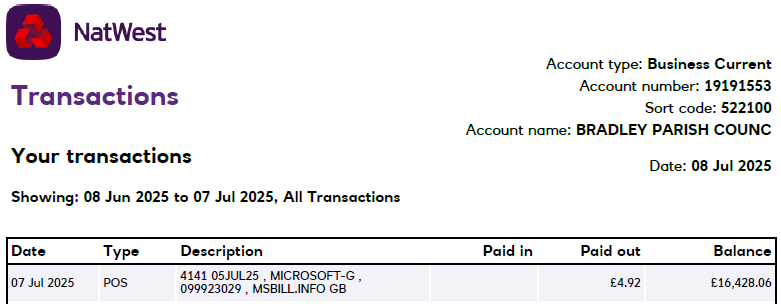 NatWest
Account type: Business Current
Transactions
Account number: 19191553
Sort code: 522100
Account name: BRADLEY PARISH COUNC
Your transactions
Date: 08 Jul 2025
Showing: 08 Jun 2025 to 07 Jul 2025, All Transactions
Date Type Description Paid in Paid out Balance
07 Jul 2025 POS 4141 05JUL25 , MICROSOFT-G , £4.92 £16,428.06
099923029 , MSBILL.INFO GB